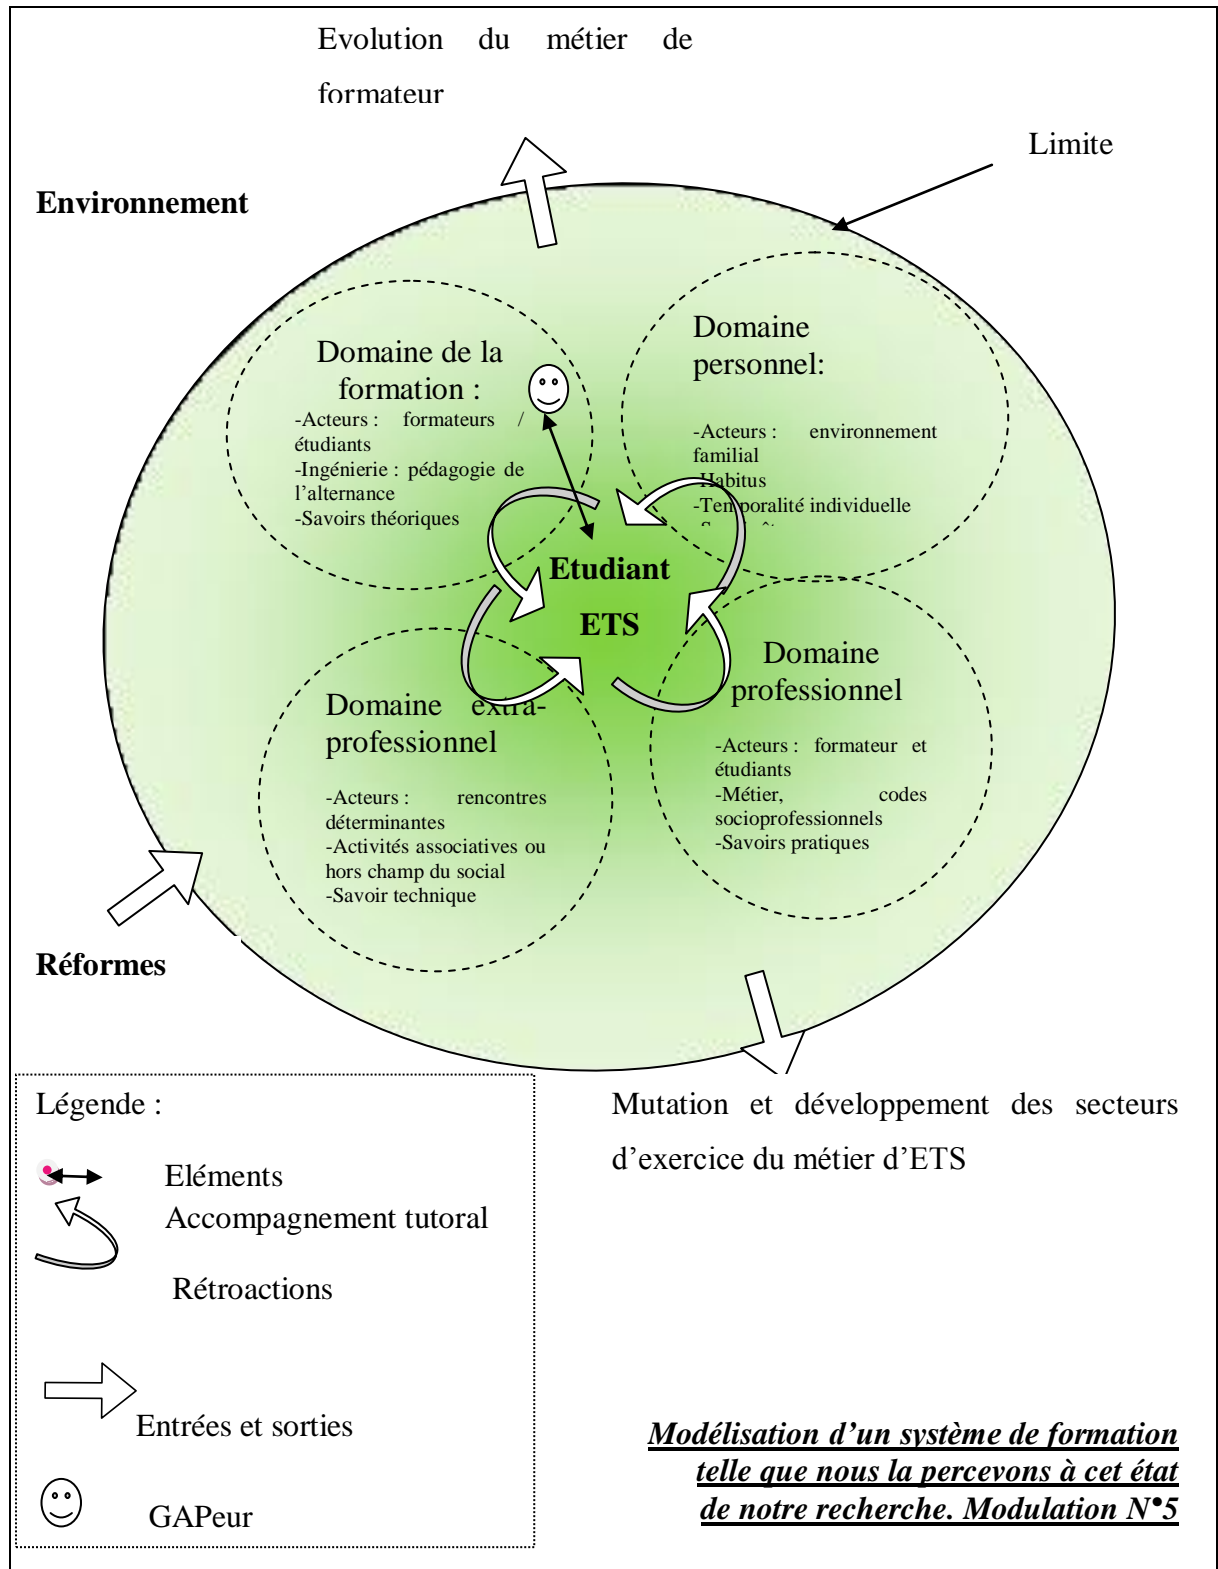 Evolution du métier de
formateur
Limite
Environnement
Domaine de la
formation :
-Acteurs : formateurs /
étudiants
-Ingénierie : pédagogie de
l’alternance
-Savoirs théoriques
Domaine
personnel:
-Acteurs : environnement
familial
-Habitus
-Temporalité individuelle
Etudiant
ETS
Domaine extra-
professionnel
-Acteurs : rencontres
déterminantes
-Activités associatives ou
hors champ du social
-Savoir technique
Domaine
professionnel
-Acteurs : formateur et
étudiants
-Métier, codes
socioprofessionnels
-Savoirs pratiques
Réformes
Mutation et développement des secteurs
d’exercice du métier d’ETS
Légende :
Eléments
Accompagnement tutoral
Rétroactions
Entrées et sorties
GAPeur
Modélisation d’un système de formation
telle que nous la percevons à cet état
de notre recherche. Modulation N°5